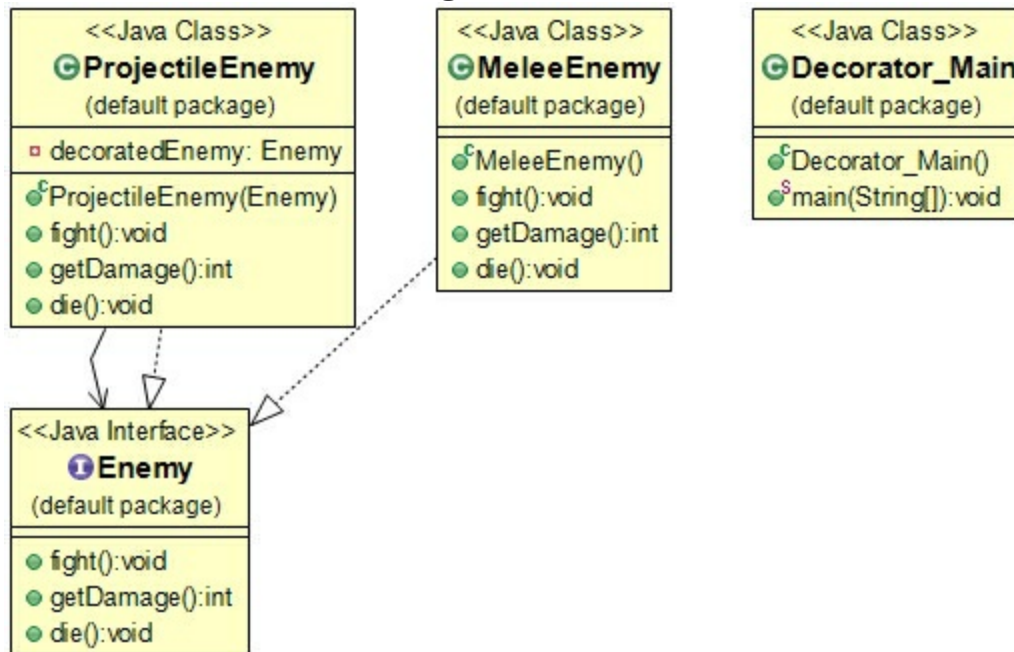 <<Java Class>>
ProjectileEnemy
(default package)
decoratedEnemy: Enemy
ProjectileEnemy(Enemy)
fight():void
getDamage():int
die():void
<<Java Class>>
MeleeEnemy
(default package)
MeleeEnemy()
fight():void
getDamage():int
die():void
<<Java Class>>
Decorator_Main
(default package)
Decorator_Main()
main(String[]):void
<<Java Interface>>
Enemy
(default package)
fight():void
getDamage():int
die():void